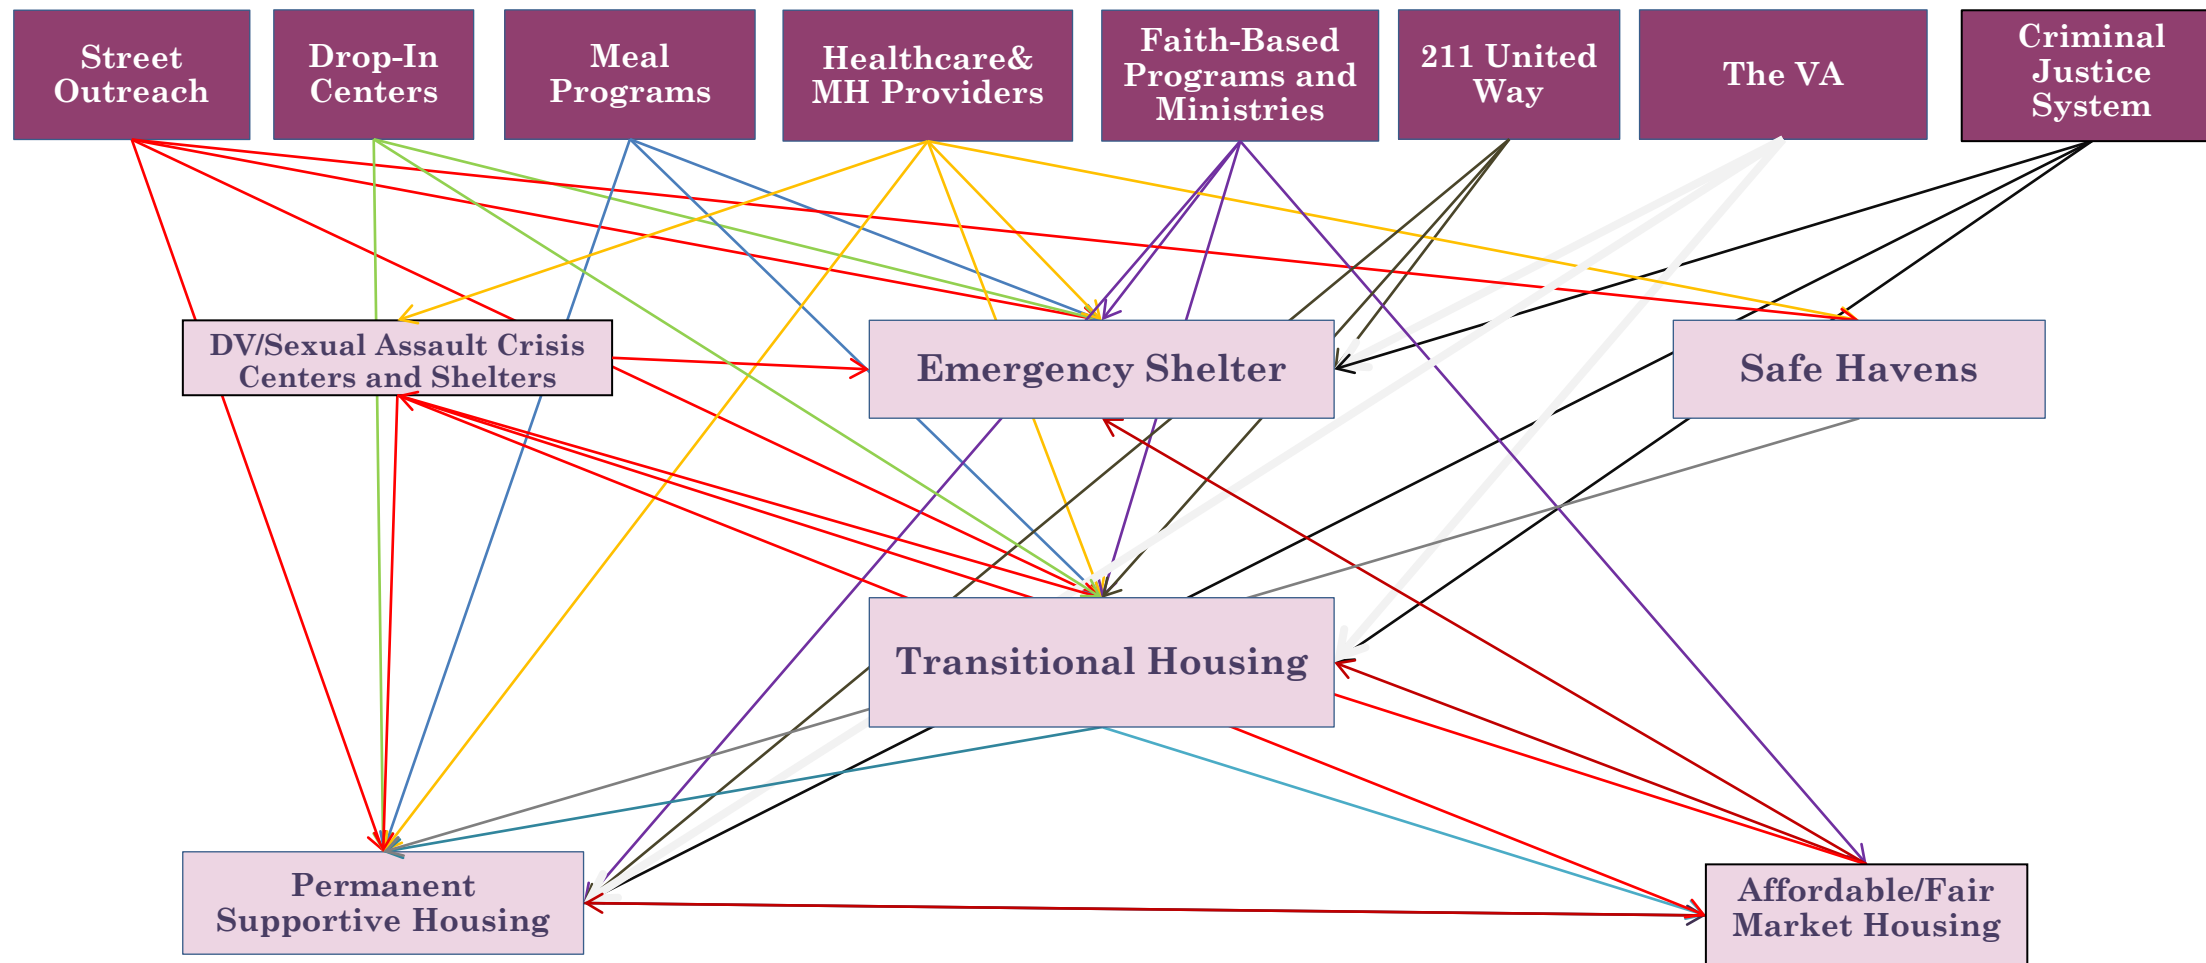 Street
Outreach
Drop-In
Centers
Meal
Programs
Healthcare&
MH Providers
Faith-Based
Programs and
Ministries
211 United
Way
The VA
Criminal
Justice
System
DV/Sexual Assault Crisis
Centers and Shelters
Emergency Shelter
Safe Havens
Transitional Housing
Permanent
Supportive Housing
Affordable/Fair
Market Housing